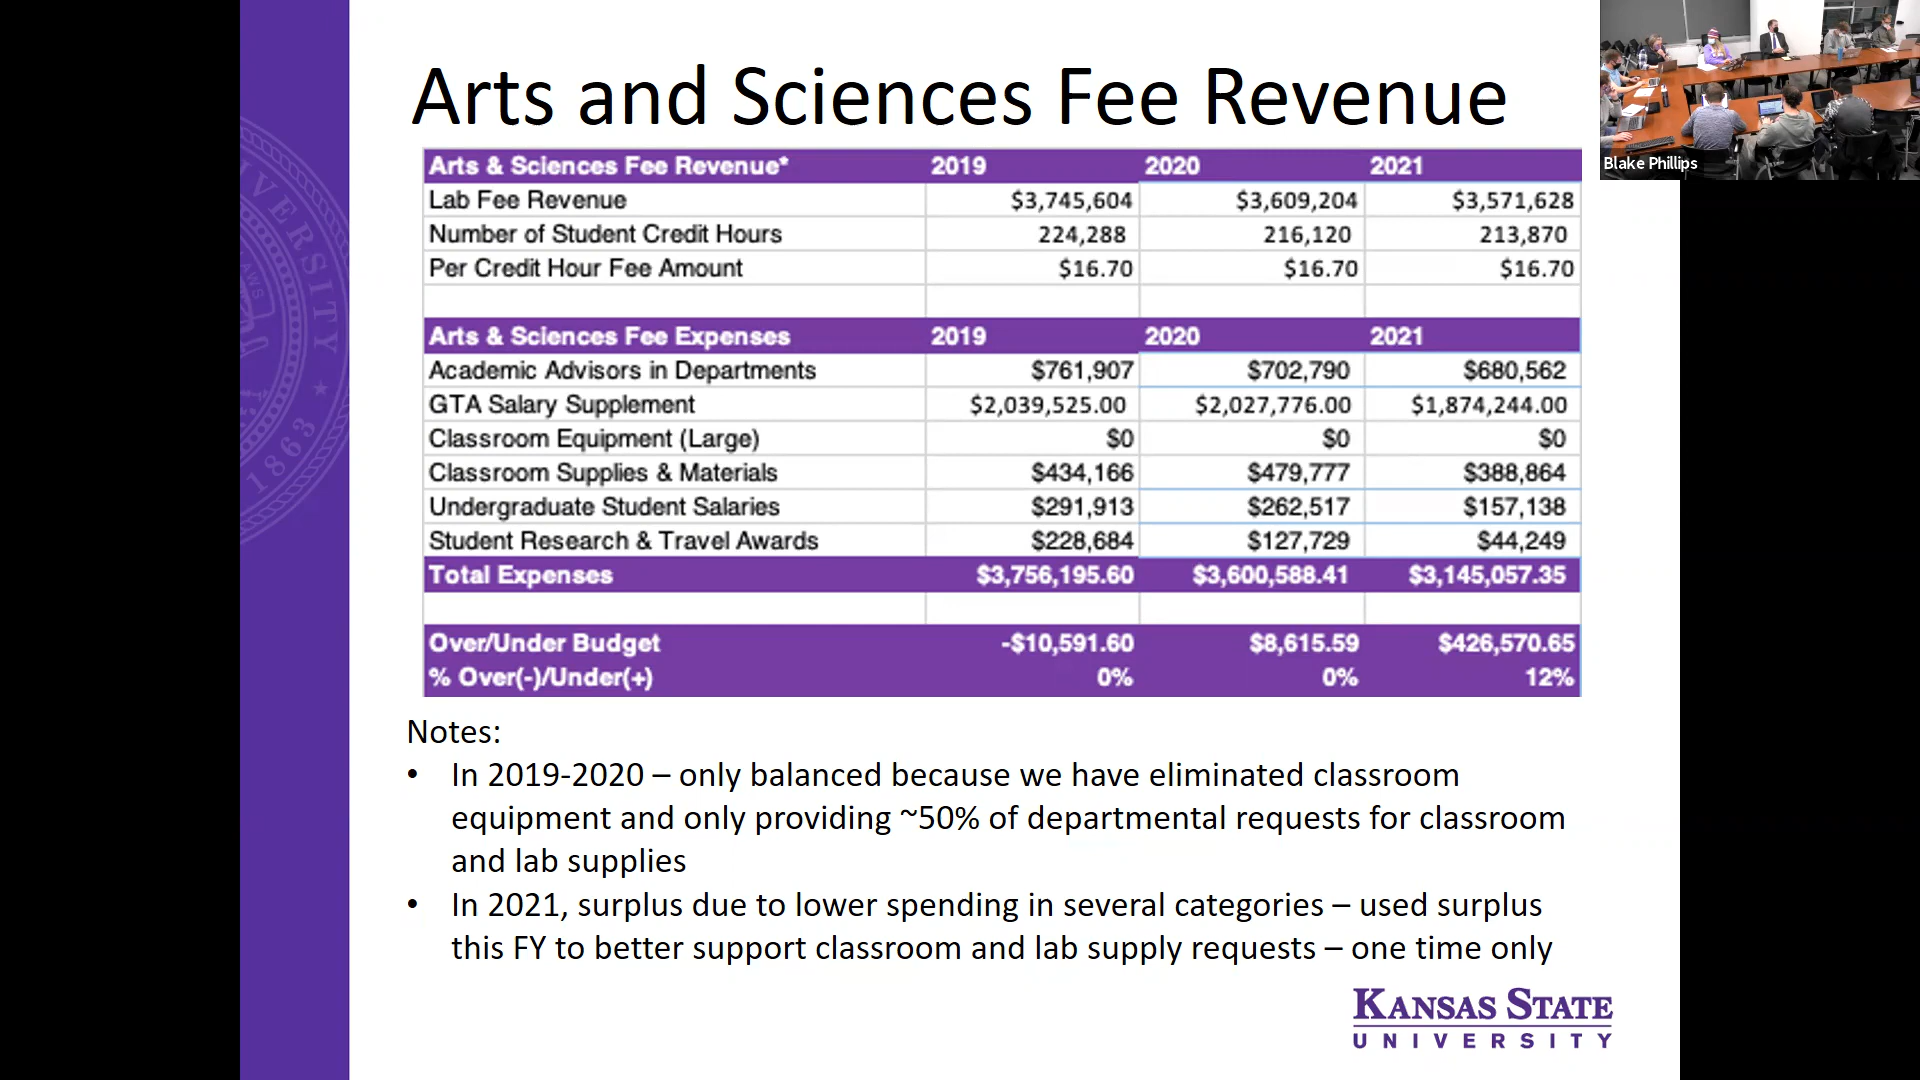 Arts and Sciences Fee Revenue
Arts & Sciences Fee Revenue* 2019 2020 2021
Lab Fee Revenue $3,745,604 $3,609,204 $3,571,628
Number of Student Credit Hours 224,288 216,120 213,870
Per Credit Hour Fee Amount $16.70 $16.70 $16.70
Arts & Sciences Fee Expenses 2019 2020 2021
Academic Advisors in Departments $761,907 $702,790 $680,562
GTA Salary Supplement $2,039,525.00 $2,027,776.00 $1,874,244.00
Classroom Equipment (Large) $0 $0 $0
Classroom Supplies & Materials $434,166 $479,777 $388,864
Undergraduate Student Salaries $291,913 $262,517 $157,138
Student Research & Travel Awards $228,684 $127,729 $44,249
Total Expenses $3,756,195.60 $3,600,588.41 $3,145,057.35
Over/Under Budget -$10,591.60 $8,615.59 $426,570.65
% Over(-)/Under(+) 0% 0% 12%
Notes:
• In 2019-2020 – only balanced because we have eliminated classroom
equipment and only providing ~50% of departmental requests for classroom
and lab supplies
• In 2021, surplus due to lower spending in several categories – used surplus
this FY to better support classroom and lab supply requests – one time only
KANSAS STATE
UNIVERSITY
Blake Phillips
VERSITY
1863